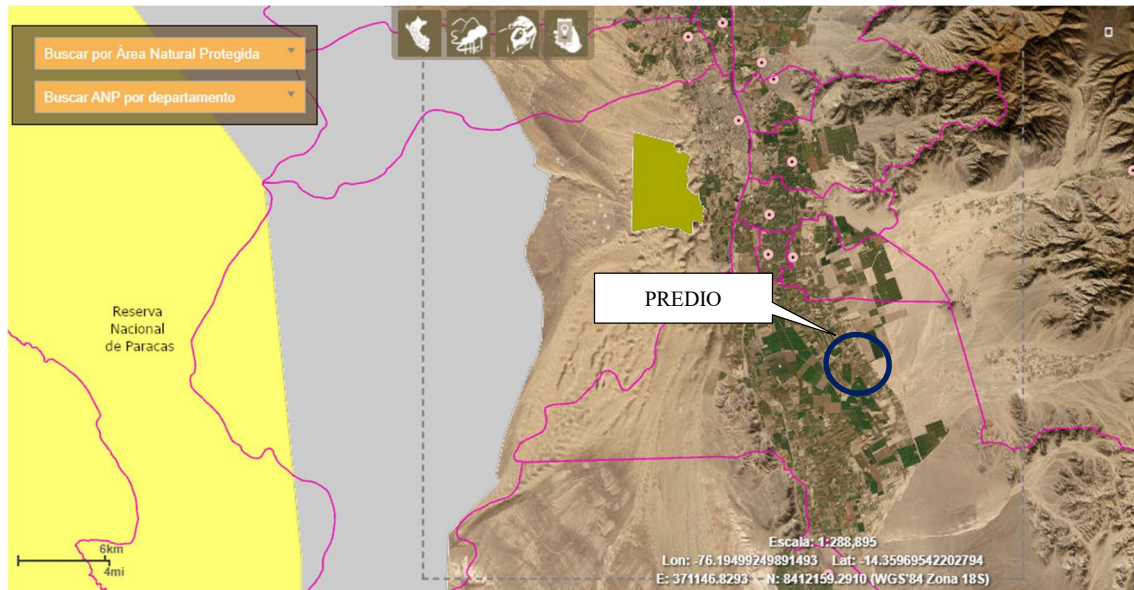 Buscar por Área Natural Protegida
Buscar ANP por departamento
PREDIO
Reserva
Nacional
de Paracas
6km
4mi
Escala: 1:288,895
Lon: -76.19499249891493 Lat: -14.35969542202794
E: 371146.8293 N: 8412159.2910 (WGS'84 Zona 18S)